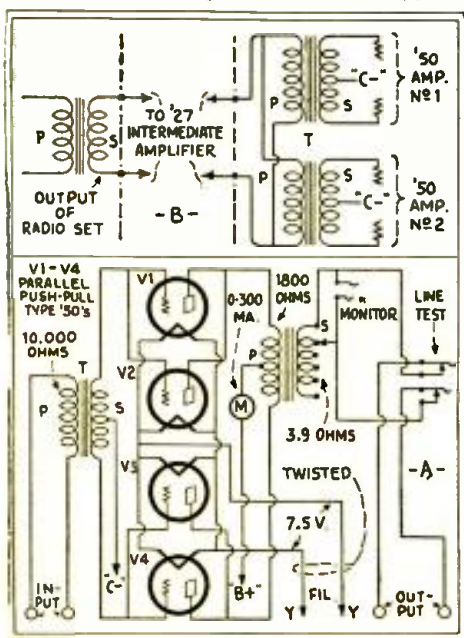 P
S
OUTPUT
OF
RADIO SET
TO '27
INTERMEDIATE
AMPLIFIER
-B-
P
"C-"
S
T
P
"C-"
S
'50
AMP.
Nº1
'50
AMP.
Nº2
V1-V4
PARALLEL
PUSH-PULL
TYPE '50's
10,000
OHMS
T
P
S
"C-"
IN-
PUT
V1
V2
V3
V4
0-300
MA.
M
1800
OHMS
P
S
MONITOR
LINE
TEST
3.9 OHMS
TWISTED
7.5 V.
"B+"
Y
FIL
Y
-A-
OUT-
PUT